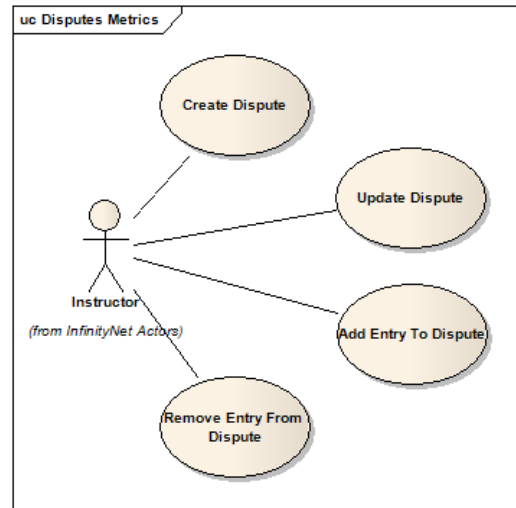 uc Disputes Metrics
Create Dispute
Update Dispute
Instructor
(from InfinityNet Actors)
Add Entry To Dispute
Remove Entry From
Dispute